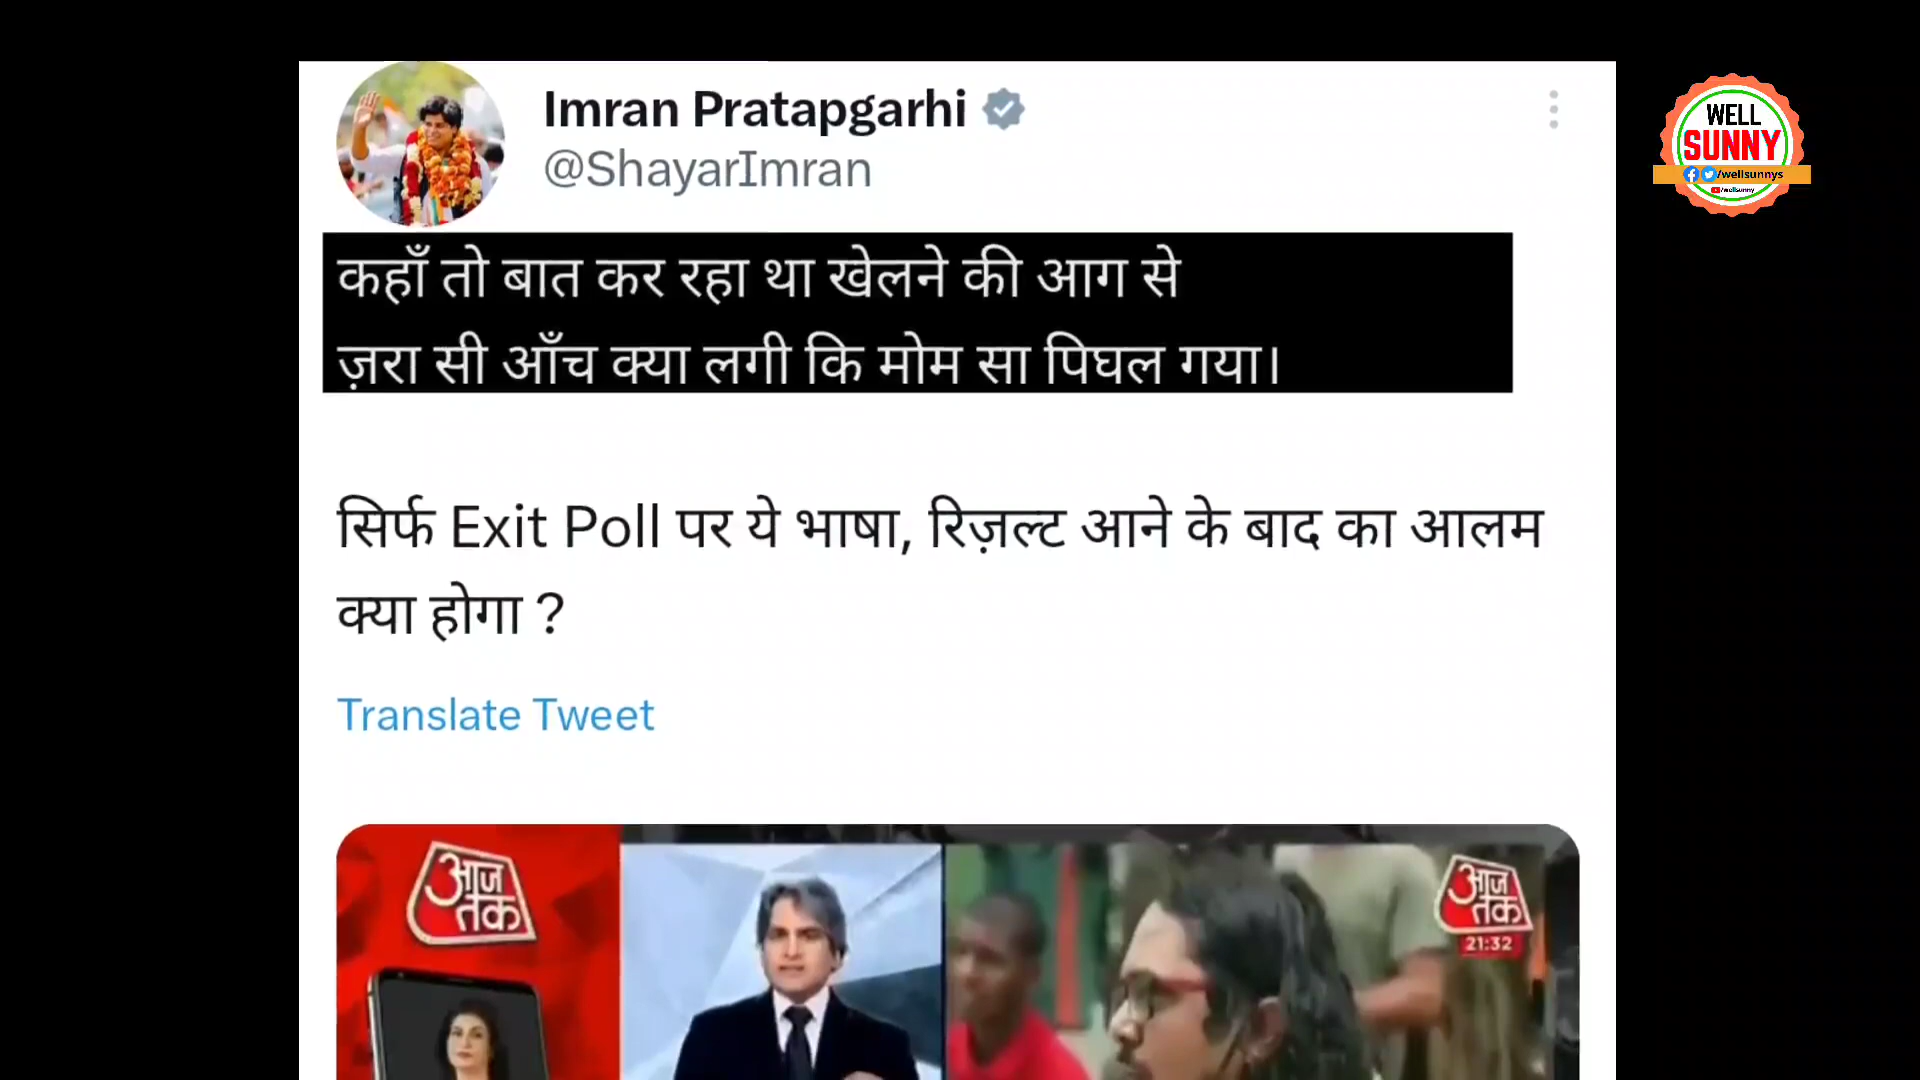 Imran Pratapgarhi
@ShayarImran
WELL
SUNNY
/wellsunnys
/wellsunny
कहाँ तो बात कर रहा था खेलने की आग से
ज़रा सी आँच क्या लगी कि मोम सा पिघल गया।
सिर्फ Exit Poll पर ये भाषा, रिज़ल्ट आने के बाद का आलम
क्या होगा ?
Translate Tweet
आज
तक
आज
तक
21:32